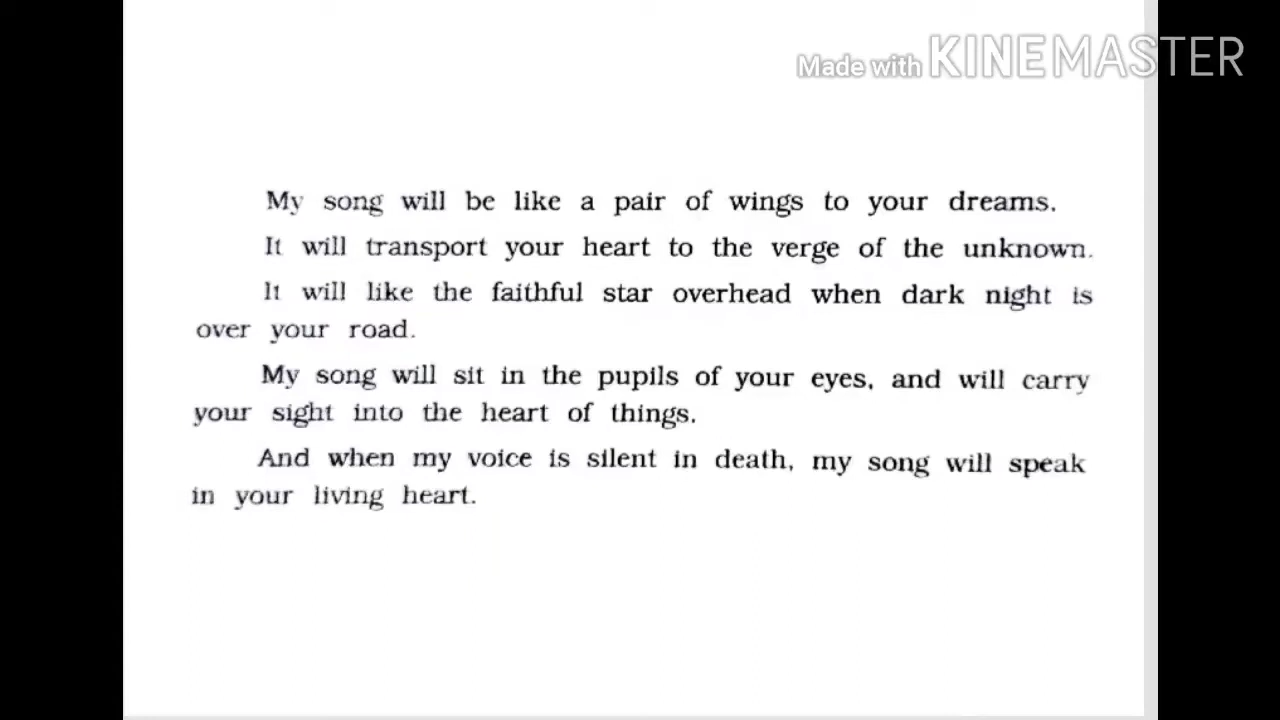 Made with KINEMASTER
My song will be like a pair of wings to your dreams.
It will transport your heart to the verge of the unknown.
It will like the faithful star overhead when dark night is
over your road.
My song will sit in the pupils of your eyes, and will carry
your sight into the heart of things.
And when my voice is silent in death, my song will speak
in your living heart.